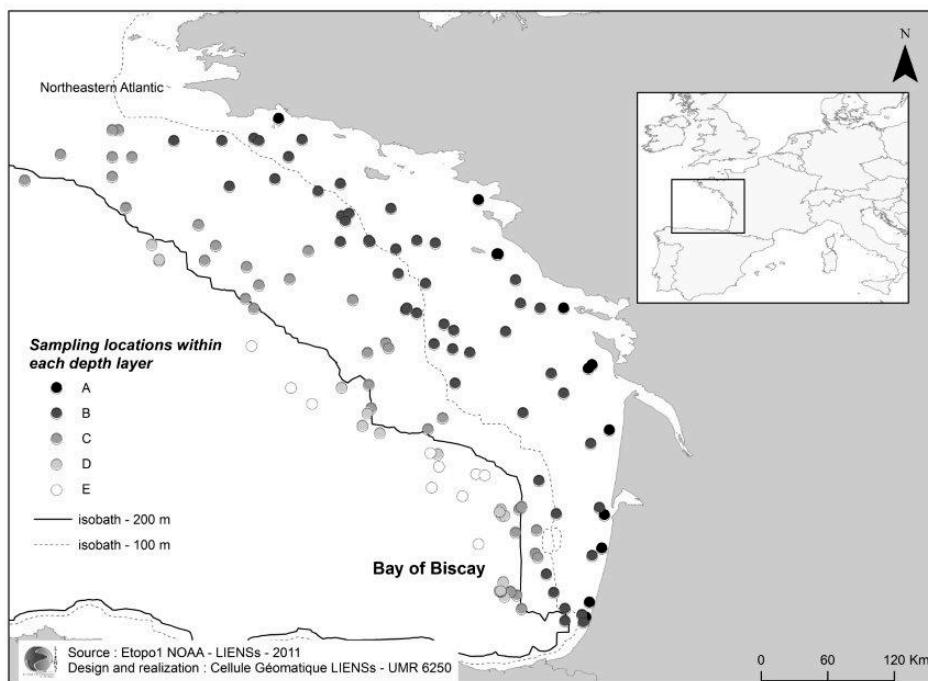 Northeastern Atlantic
N
Sampling locations within
each depth layer
A
B
C
D
E
isobath - 200 m
isobath - 100 m
Bay of Biscay
LIENSs
Source : Etopo1 NOAA - LIENSs - 2011
Design and realization : Cellule Géomatique LIENSs - UMR 6250
0 60 120 Km